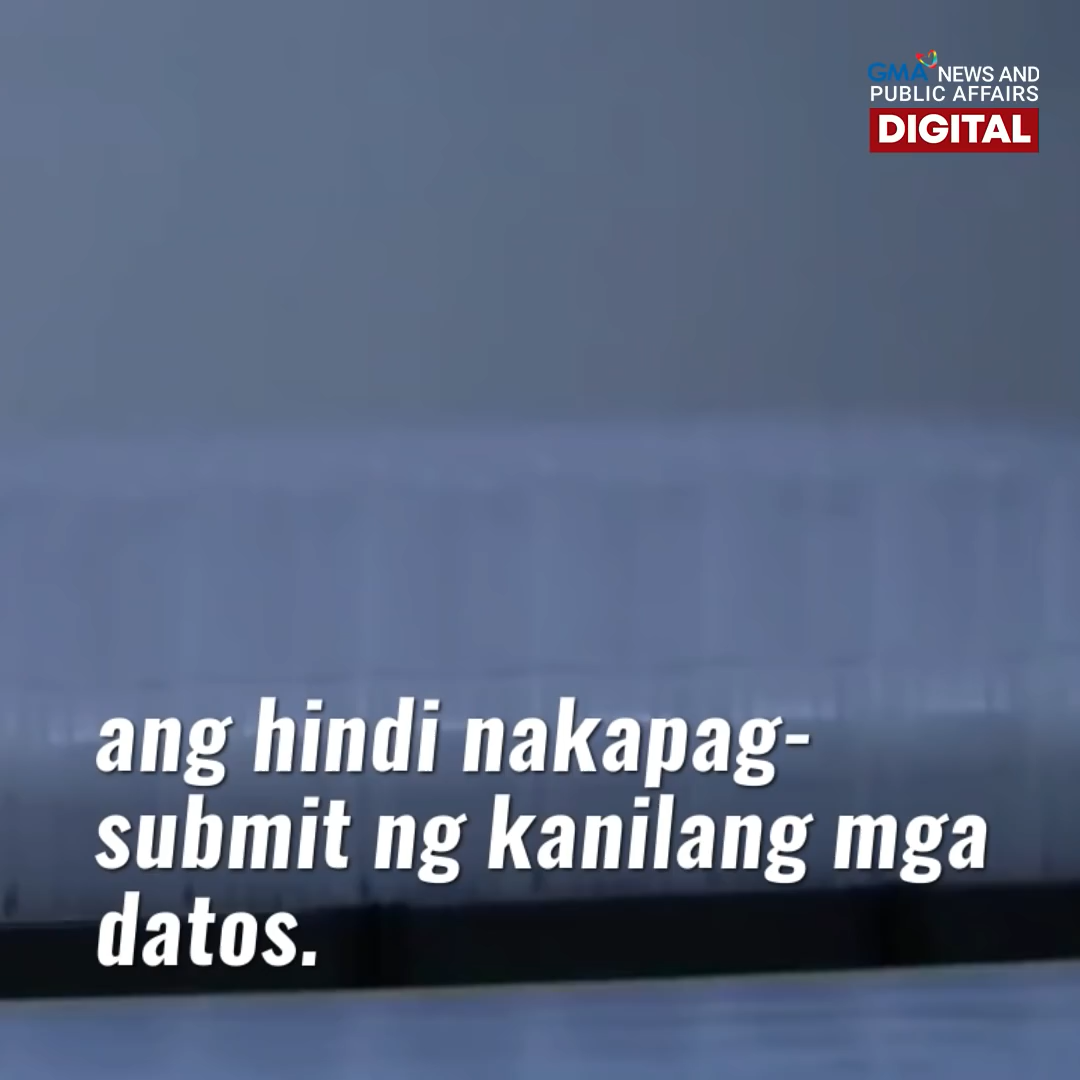 GMA NEWS AND
PUBLIC AFFAIRS
DIGITAL
ang hindi nakapag-
submit ng kanilang mga
datos.